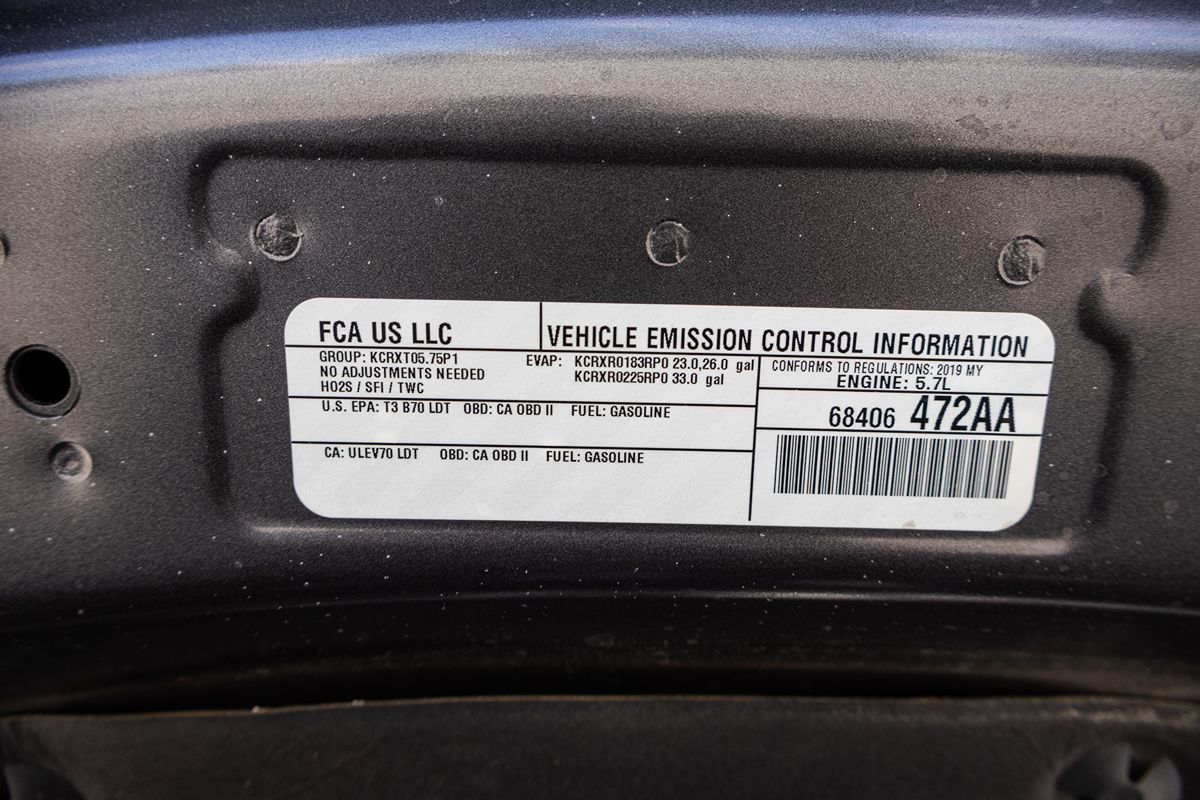 FCA US LLC
VEHICLE EMISSION CONTROL INFORMATION
GROUP: KCRXT05.75P1
NO ADJUSTMENTS NEEDED
HO2S / SFI / TWC
EVAP: KCRXR0183RP0 23.0,26.0 gal
KCRXR0225RP0 33.0 gal
CONFORMS TO REGULATIONS: 2019 MY
ENGINE: 5.7L
U.S. EPA: T3 B70 LDT OBD: CA OBD II FUEL: GASOLINE
68406 472AA
CA: ULEV70 LDT OBD: CA OBD II FUEL: GASOLINE